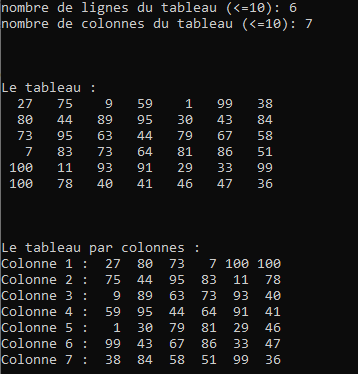 nombre de lignes du tableau (<=10): 6
nombre de colonnes du tableau (<=10): 7
Le tableau :
27 75 9 59 1 99 38
80 44 89 95 30 43 84
73 95 63 44 79 67 58
7 83 73 64 81 86 51
100 11 93 91 29 33 99
100 78 40 41 46 47 36
Le tableau par colonnes :
Colonne 1 : 27 80 73 7 100 100
Colonne 2 : 75 44 95 83 11 78
Colonne 3 : 9 89 63 73 93 40
Colonne 4 : 59 95 44 64 91 41
Colonne 5 : 1 30 79 81 29 46
Colonne 6 : 99 43 67 86 33 47
Colonne 7 : 38 84 58 51 99 36